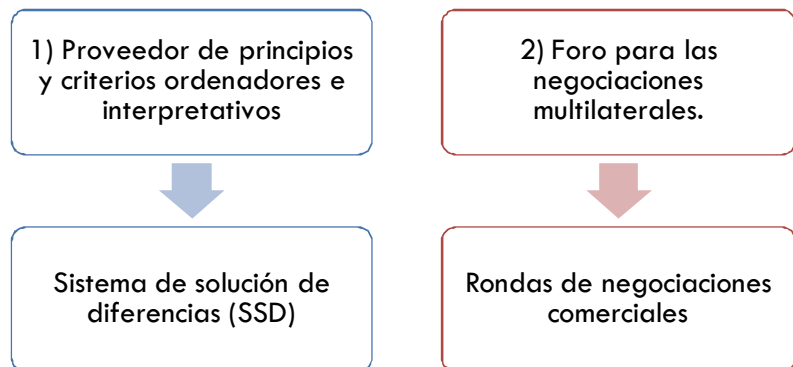 1) Proveedor de principios
y criterios ordenadores e
interpretativos
2) Foro para las
negociaciones
multilaterales.
Sistema de solución de
diferencias (SSD)
Rondas de negociaciones
comerciales